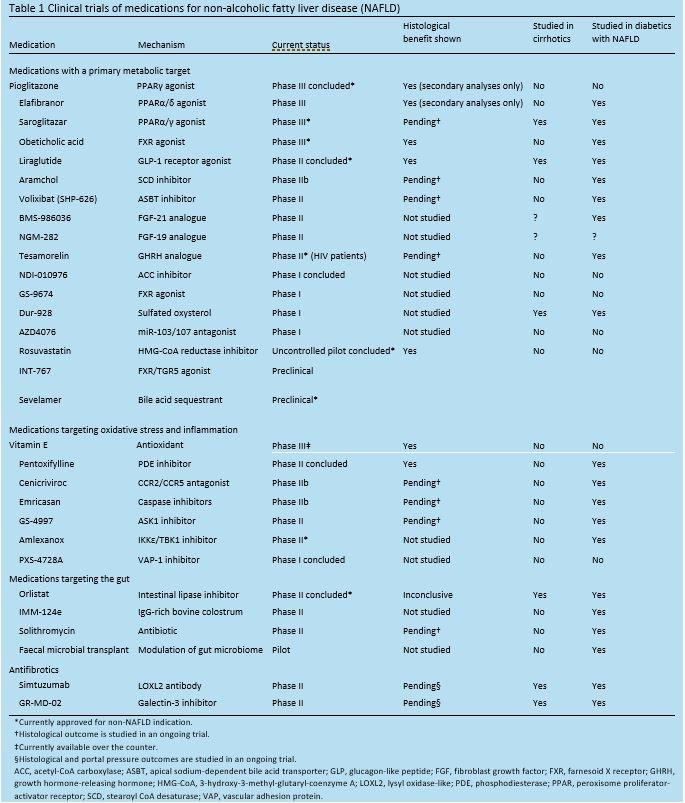 Table 1 Clinical trials of medications for non-alcoholic fatty liver disease (NAFLD)
Medication Mechanism Current status Histological benefit shown Studied in cirrhotics Studied in diabetics with NAFLD
Medications with a primary metabolic target
Pioglitazone PPARγ agonist Phase III concluded* Yes (secondary analyses only) No No
Elafibranor PPARα/δ agonist Phase III Yes (secondary analyses only) No Yes
Saroglitazar PPARα/γ agonist Phase III* Pending† Yes Yes
Obeticholic acid FXR agonist Phase III* Yes No Yes
Liraglutide GLP-1 receptor agonist Phase II concluded* Yes Yes Yes
Aramchol SCD inhibitor Phase IIb Pending† No Yes
Volixibat (SHP-626) ASBT inhibitor Phase II Pending† No Yes
BMS-986036 FGF-21 analogue Phase II Not studied ? Yes
NGM-282 FGF-19 analogue Phase II Not studied ? ?
Tesamorelin GHRH analogue Phase II* (HIV patients) Pending† No Yes
NDI-010976 ACC inhibitor Phase I concluded Not studied No No
GS-9674 FXR agonist Phase I Not studied No No
Dur-928 Sulfated oxysterol Phase I Not studied Yes Yes
AZD4076 miR-103/107 antagonist Phase I Not studied No No
Rosuvastatin HMG-CoA reductase inhibitor Uncontrolled pilot concluded* Yes No No
INT-767 FXR/TGR5 agonist Preclinical
Sevelamer Bile acid sequestrant Preclinical*
Medications targeting oxidative stress and inflammation
Vitamin E Antioxidant Phase III‡ Yes No No
Pentoxifylline PDE inhibitor Phase II concluded Yes No Yes
Cenicriviroc CCR2/CCR5 antagonist Phase IIb Pending† No Yes
Emricasan Caspase inhibitors Phase IIb Pending† No Yes
GS-4997 ASK1 inhibitor Phase II Pending† No Yes
Amlexanox IKKε/TBK1 inhibitor Phase II* Not studied No Yes
PXS-4728A VAP-1 inhibitor Phase I concluded Not studied No No
Medications targeting the gut
Orlistat Intestinal lipase inhibitor Phase II concluded* Inconclusive Yes Yes
IMM-124e IgG-rich bovine colostrum Phase II Not studied No Yes
Solithromycin Antibiotic Phase II Pending† No Yes
Faecal microbial transplant Modulation of gut microbiome Pilot Not studied No Yes
Antifibrotics
Simtuzumab LOXL2 antibody Phase II Pending§ Yes Yes
GR-MD-02 Galectin-3 inhibitor Phase II Pending§ Yes Yes
*Currently approved for non-NAFLD indication.
†Histological outcome is studied in an ongoing trial.
‡Currently available over the counter.
§Histological and portal pressure outcomes are studied in an ongoing trial.
ACC, acetyl-CoA carboxylase; ASBT, apical sodium-dependent bile acid transporter; GLP, glucagon-like peptide; FGF, fibroblast growth factor; FXR, farnesoid X receptor; GHRH,
growth hormone-releasing hormone; HMG-CoA, 3-hydroxy-3-methyl-glutaryl-coenzyme A; LOXL2, lysyl oxidase-like; PDE, phosphodiesterase; PPAR, peroxisome proliferator-
activator receptor; SCD, stearoyl CoA desaturase; VAP, vascular adhesion protein.